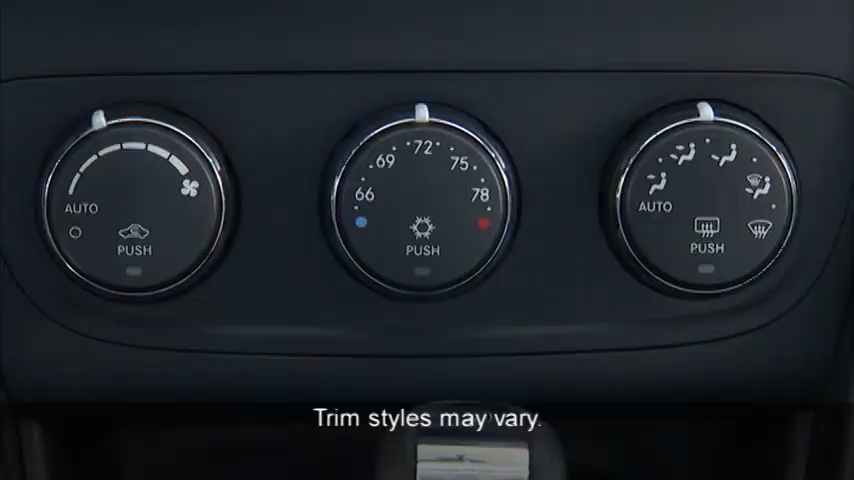 AUTO
PUSH
66
69
72
75
78
PUSH
AUTO
PUSH
Trim styles may vary.